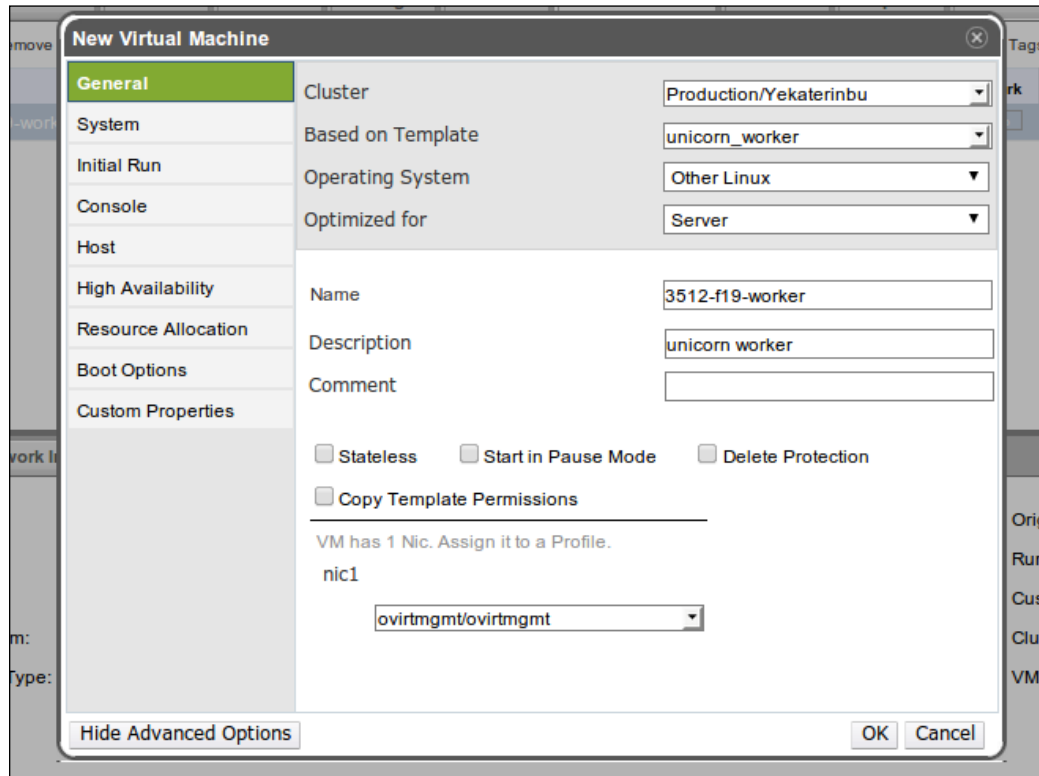 New Virtual Machine
General
System
Initial Run
Console
Host
High Availability
Resource Allocation
Boot Options
Custom Properties
Cluster Production/Yekaterinbu
Based on Template unicorn_worker
Operating System Other Linux
Optimized for Server
Name 3512-f19-worker
Description unicorn worker
Comment
Stateless Start in Pause Mode Delete Protection
Copy Template Permissions
VM has 1 Nic. Assign it to a Profile.
nic1
ovirtmgmt/ovirtmgmt
Hide Advanced Options OK Cancel
m:
Type:
VM